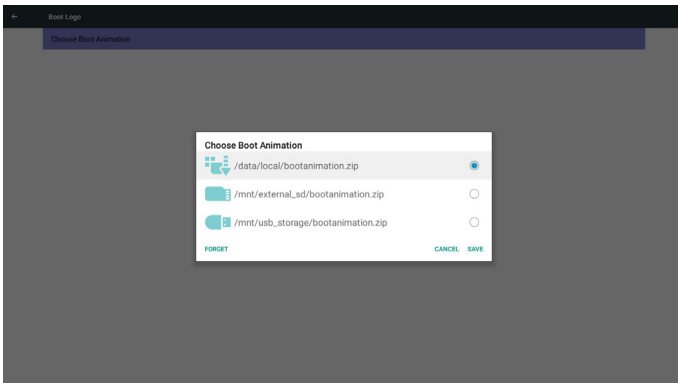 Boot Logo
Choose Boot Animation
Choose Boot Animation
/data/local/bootanimation.zip
/mnt/external_sd/bootanimation.zip
/mnt/usb_storage/bootanimation.zip
FORGET CANCEL SAVE